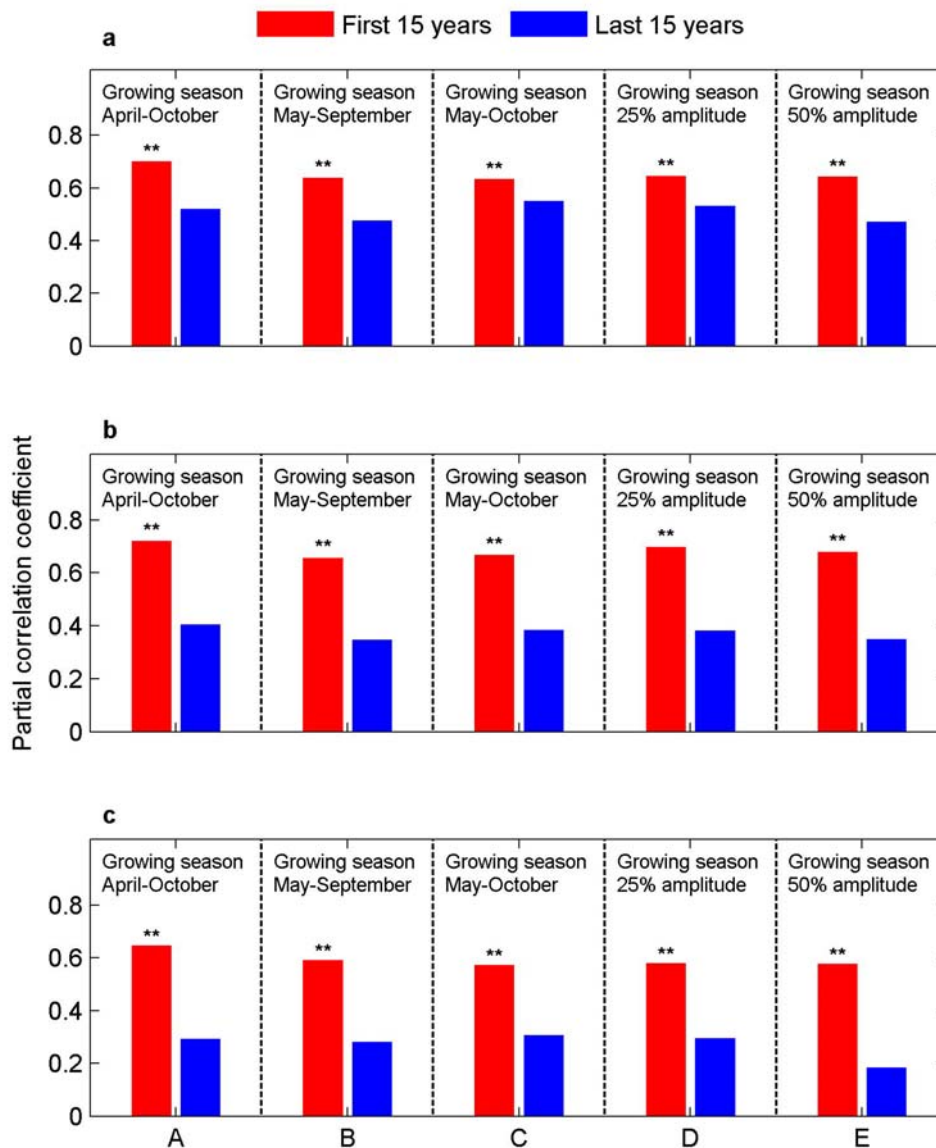 First 15 years Last 15 years
a
Growing season Growing season Growing season Growing season Growing season
April-October May-September May-October 25% amplitude 50% amplitude
0.8
** ** ** ** **
0.6
0.4
0.2
0
Partial correlation coefficient
b
Growing season Growing season Growing season Growing season Growing season
April-October May-September May-October 25% amplitude 50% amplitude
0.8
** ** ** ** **
0.6
0.4
0.2
0
c
Growing season Growing season Growing season Growing season Growing season
April-October May-September May-October 25% amplitude 50% amplitude
0.8
** ** ** ** **
0.6
0.4
0.2
0
A B C D E